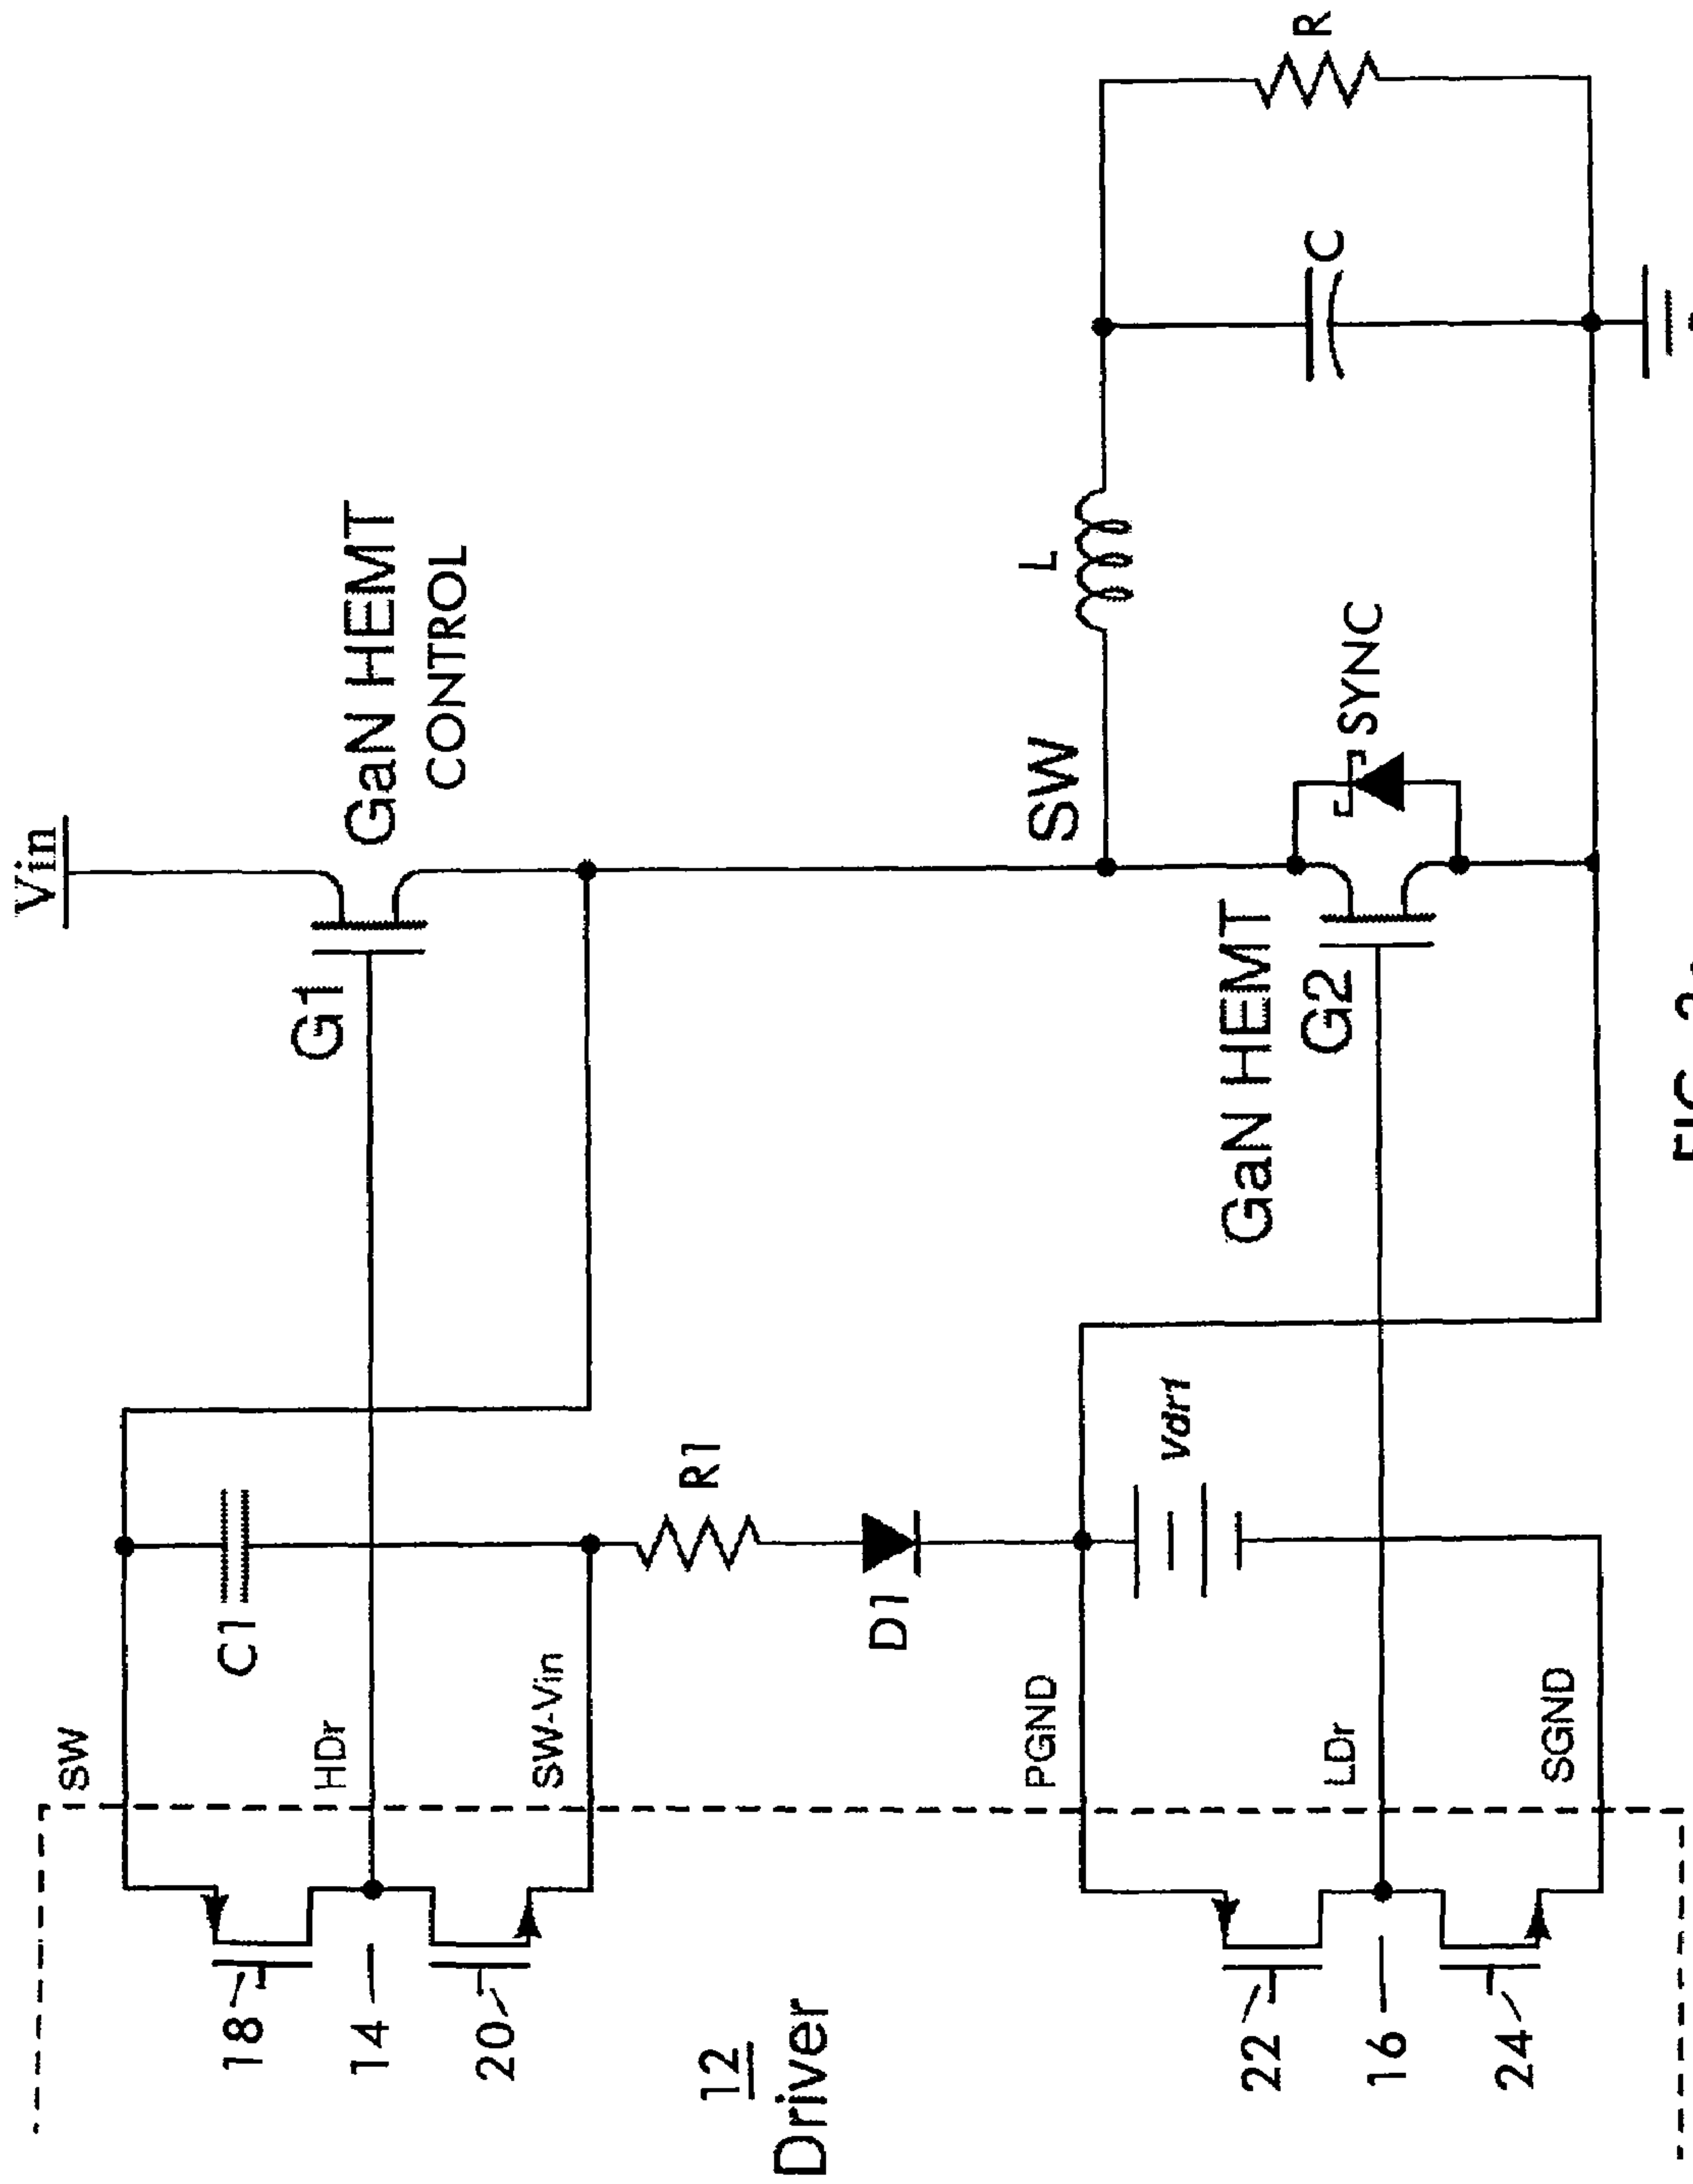 Vin
GaN HEMT
CONTROL
G1
SW
L
R
C
SYNC
GaN HEMT
G2
SW
C1
HDr
SW-Vin
R1
D1
PGND
Vdr1
LDr
SGND
18
14
20
12
Driver
22
16
24